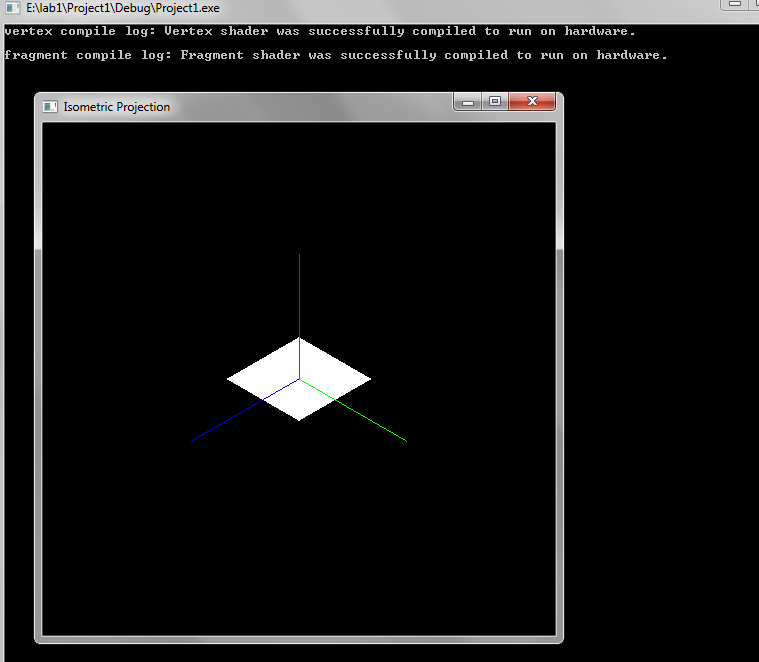 E:\lab1\Project1\Debug\Project1.exe
vertex compile log: Vertex shader was successfully compiled to run on hardware.
fragment compile log: Fragment shader was successfully compiled to run on hardware.
Isometric Projection